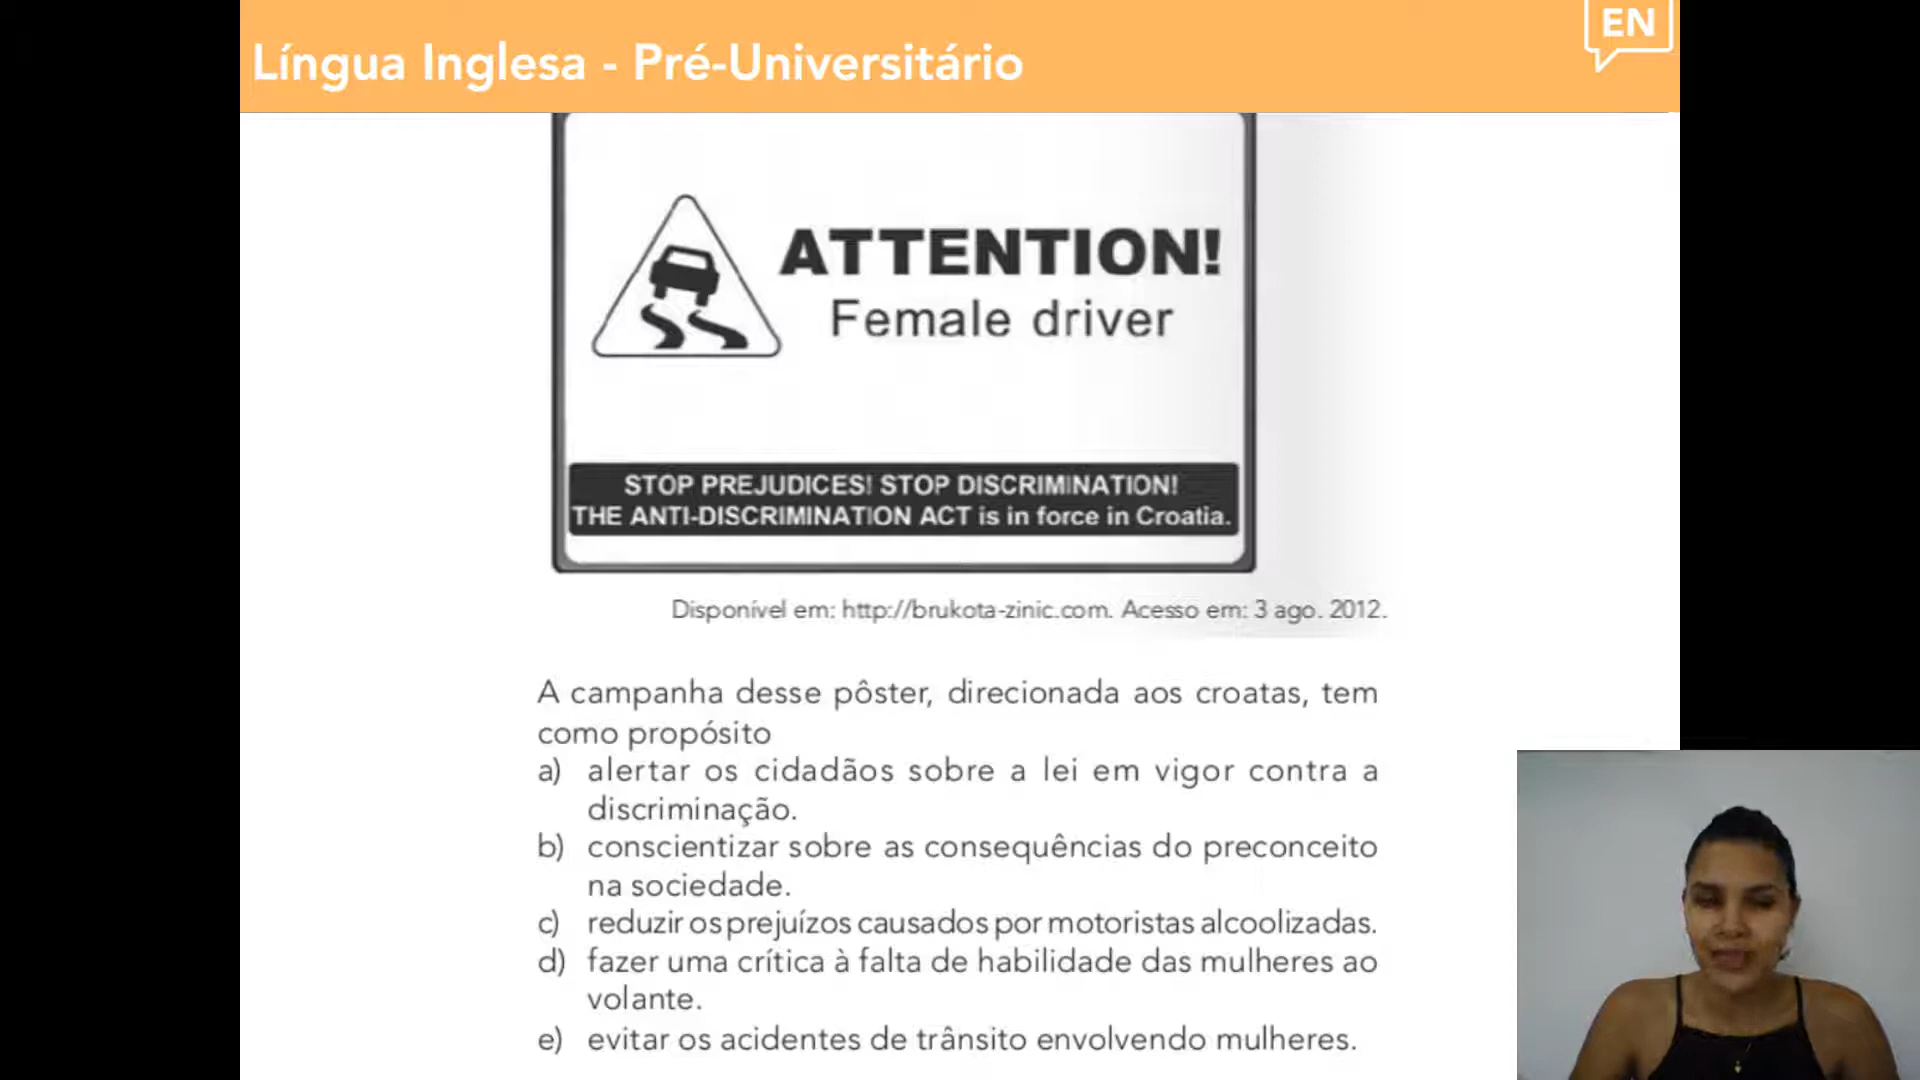 EN
Língua Inglesa - Pré-Universitário
ATTENTION!
Female driver
STOP PREJUDICES! STOP DISCRIMINATION!
THE ANTI-DISCRIMINATION ACT is in force in Croatia.
Disponível em: http://brukota-zinic.com. Acesso em: 3 ago. 2012.
A campanha desse pôster, direcionada aos croatas, tem
como propósito
a) alertar os cidadãos sobre a lei em vigor contra a
discriminação.
b) conscientizar sobre as consequências do preconceito
na sociedade.
c) reduzir os prejuízos causados por motoristas alcoolizadas.
d) fazer uma crítica à falta de habilidade das mulheres ao
volante.
e) evitar os acidentes de trânsito envolvendo mulheres.